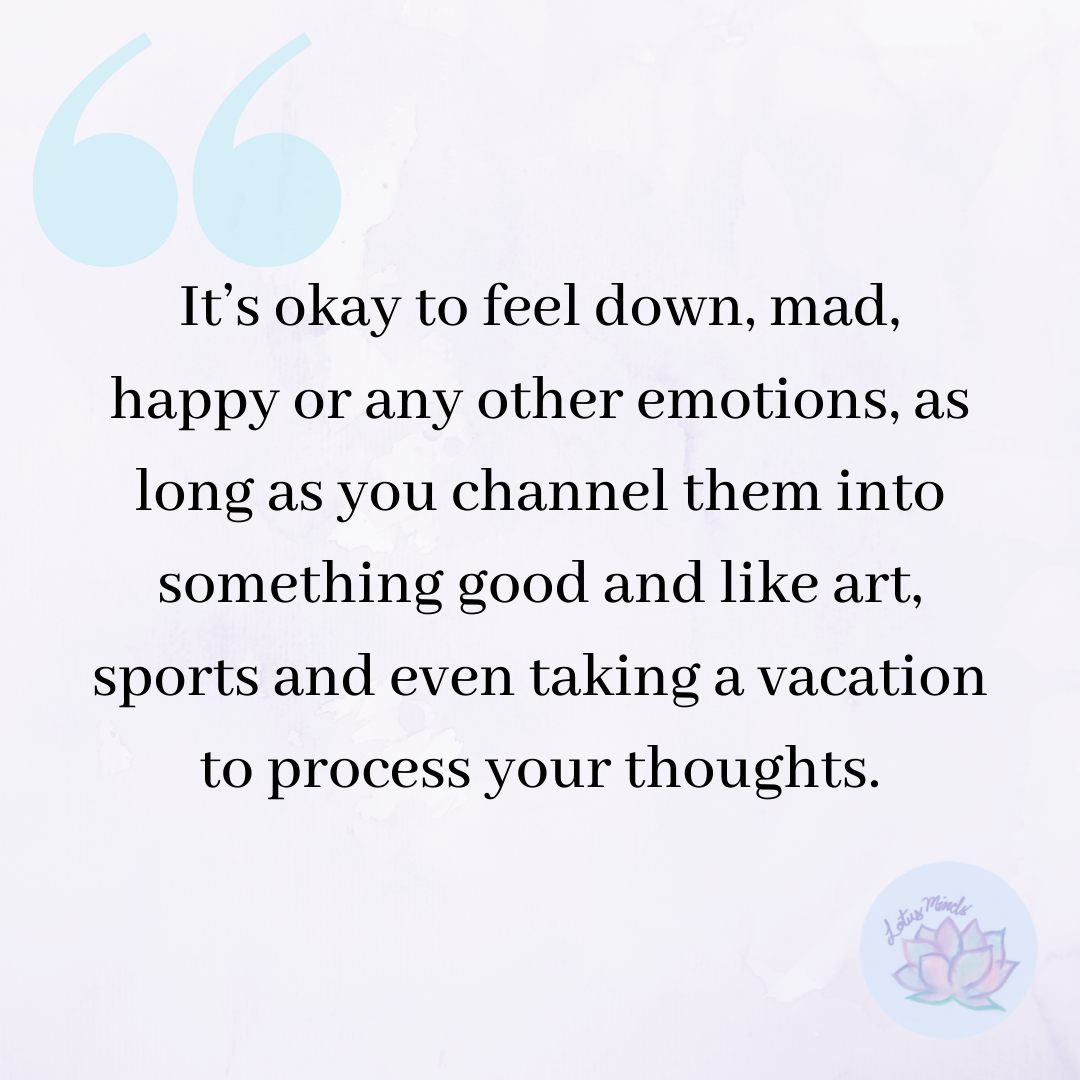 It’s okay to feel down, mad,
happy or any other emotions, as
long as you channel them into
something good and like art,
sports and even taking a vacation
to process your thoughts.
Lotus Minds